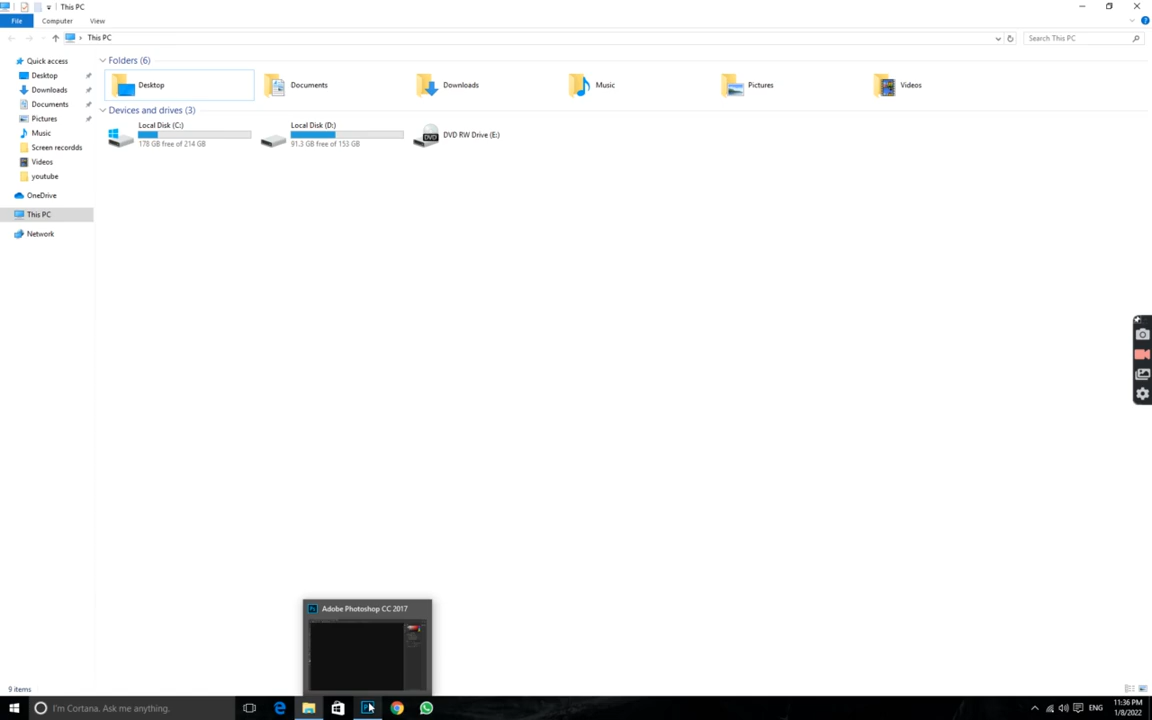 This PC
File Computer View
This PC
Search This PC
Quick access
Desktop
Downloads
Documents
Pictures
Music
Screen recordds
Videos
youtube
OneDrive
This PC
Network
Folders (6)
Desktop Documents Downloads Music Pictures Videos
Devices and drives (3)
Local Disk (C:)
178 GB free of 214 GB
Local Disk (D:)
91.3 GB free of 153 GB
DVD
DVD RW Drive (E:)
Ps Adobe Photoshop CC 2017
9 items
I'm Cortana. Ask me anything.
ENG
11:36 PM
1/8/2022